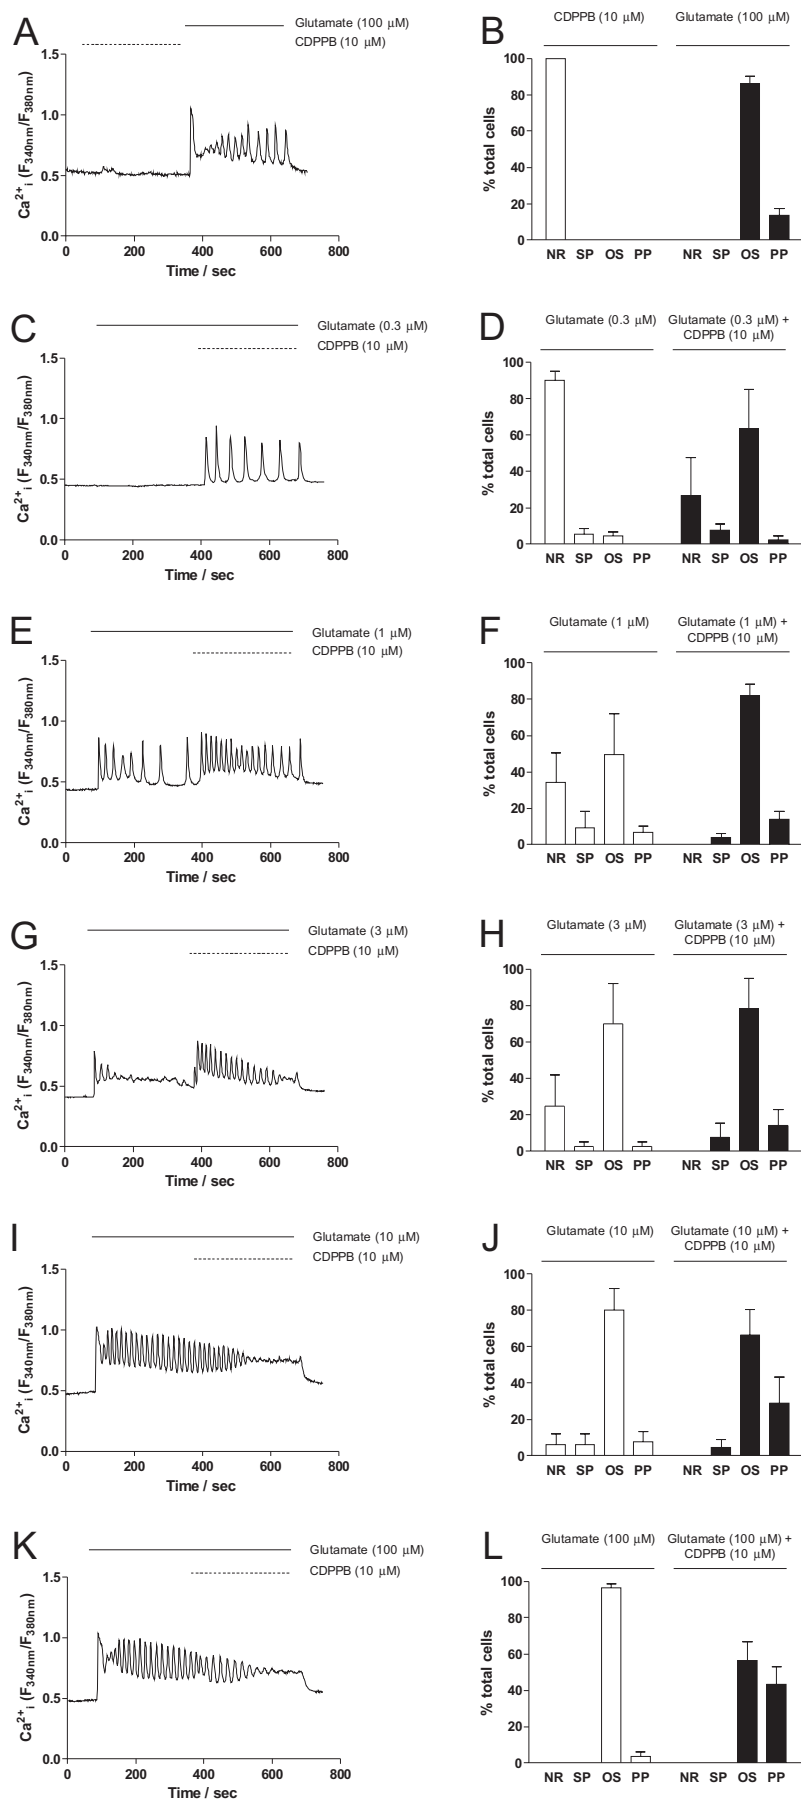 A
Glutamate (100 μM)
CDPPB (10 μM)
Ca2+i (F340nm/F380nm)
1.5
1.0
0.5
0.0
0 200 400 600 800
Time / sec
B
CDPPB (10 μM) Glutamate (100 μM)
% total cells
100
80
60
40
20
0
NR SP OS PP NR SP OS PP
C
Glutamate (0.3 μM)
CDPPB (10 μM)
Ca2+i (F340nm/F380nm)
1.5
1.0
0.5
0.0
0 200 400 600 800
Time / sec
D
Glutamate (0.3 μM) Glutamate (0.3 μM) +
CDPPB (10 μM)
% total cells
100
80
60
40
20
0
NR SP OS PP NR SP OS PP
E
Glutamate (1 μM)
CDPPB (10 μM)
Ca2+i (F340nm/F380nm)
1.5
1.0
0.5
0.0
0 200 400 600 800
Time / sec
F
Glutamate (1 μM) Glutamate (1 μM) +
CDPPB (10 μM)
% total cells
100
80
60
40
20
0
NR SP OS PP NR SP OS PP
G
Glutamate (3 μM)
CDPPB (10 μM)
Ca2+i (F340nm/F380nm)
1.5
1.0
0.5
0.0
0 200 400 600 800
Time / sec
H
Glutamate (3 μM) Glutamate (3 μM) +
CDPPB (10 μM)
% total cells
100
80
60
40
20
0
NR SP OS PP NR SP OS PP
I
Glutamate (10 μM)
CDPPB (10 μM)
Ca2+i (F340nm/F380nm)
1.5
1.0
0.5
0.0
0 200 400 600 800
Time / sec
J
Glutamate (10 μM) Glutamate (10 μM) +
CDPPB (10 μM)
% total cells
100
80
60
40
20
0
NR SP OS PP NR SP OS PP
K
Glutamate (100 μM)
CDPPB (10 μM)
Ca2+i (F340nm/F380nm)
1.5
1.0
0.5
0.0
0 200 400 600 800
Time / sec
L
Glutamate (100 μM) Glutamate (100 μM) +
CDPPB (10 μM)
% total cells
100
80
60
40
20
0
NR SP OS PP NR SP OS PP